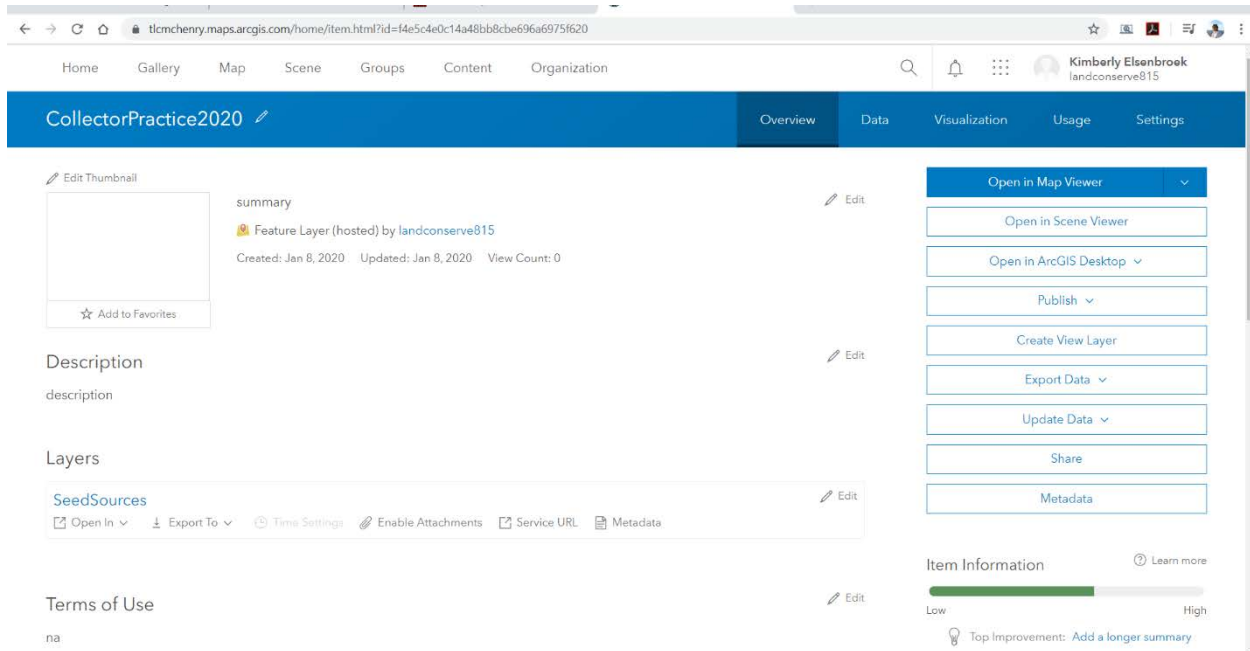 tlcmchenry.maps.arcgis.com/home/item.html?id=f4e5c4e0c14a48bb8cbe696a6975f620
Home Gallery Map Scene Groups Content Organization
Kimberly Elsenbroek
landconserve815
CollectorPractice2020
Overview Data Visualization Usage Settings
Edit Thumbnail
summary
Edit
Feature Layer (hosted) by landconserve815
Created: Jan 8, 2020 Updated: Jan 8, 2020 View Count: 0
Add to Favorites
Description
Edit
description
Layers
SeedSources
Edit
Open In Export To Time Settings Enable Attachments Service URL Metadata
Terms of Use
Edit
na
Open in Map Viewer
Open in Scene Viewer
Open in ArcGIS Desktop
Publish
Create View Layer
Export Data
Update Data
Share
Metadata
Item Information
Learn more
Low High
Top Improvement: Add a longer summary